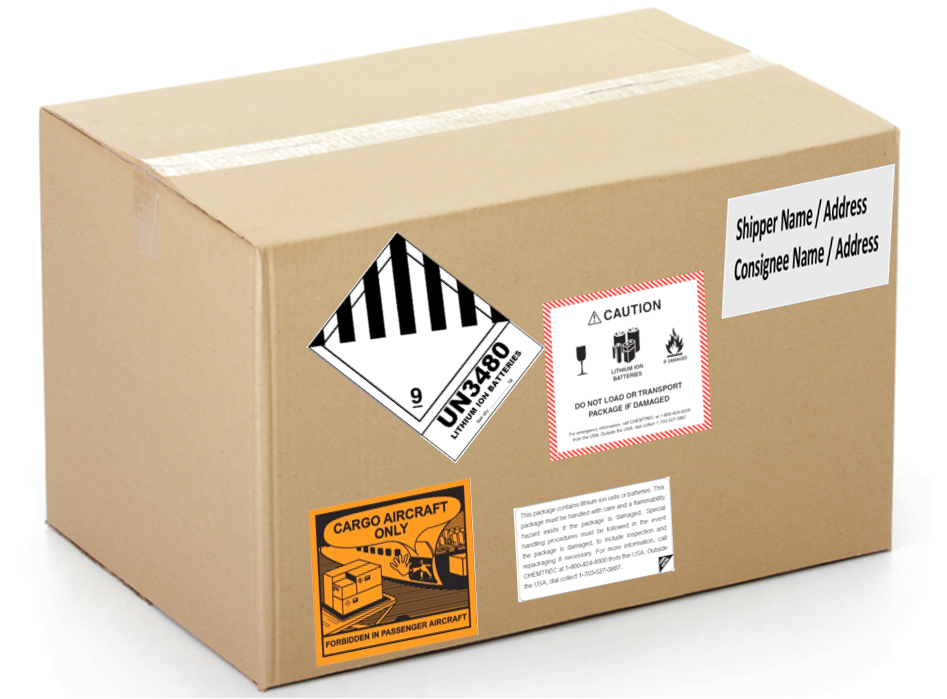 Shipper Name / Address
Consignee Name / Address
9
UN3480
LITHIUM ION BATTERIES
Net qty: kg
CAUTION
LITHIUM ION
BATTERIES
IF DAMAGED
DO NOT LOAD OR TRANSPORT
PACKAGE IF DAMAGED
For emergency information, call CHEMTREC at 1-800-424-9300
from the USA. Outside the USA, dial collect 1-703-527-3887.
CARGO AIRCRAFT
ONLY
FORBIDDEN IN PASSENGER AIRCRAFT
This package contains lithium ion cells or batteries. This
package must be handled with care and a flammability
hazard exists if the package is damaged. Special
handling procedures must be followed in the event
the package is damaged, to include inspection and
repackaging if necessary. For more information, call
CHEMTREC at 1-800-424-9300 from the USA. Outside
the USA, dial collect 1-703-527-3887.